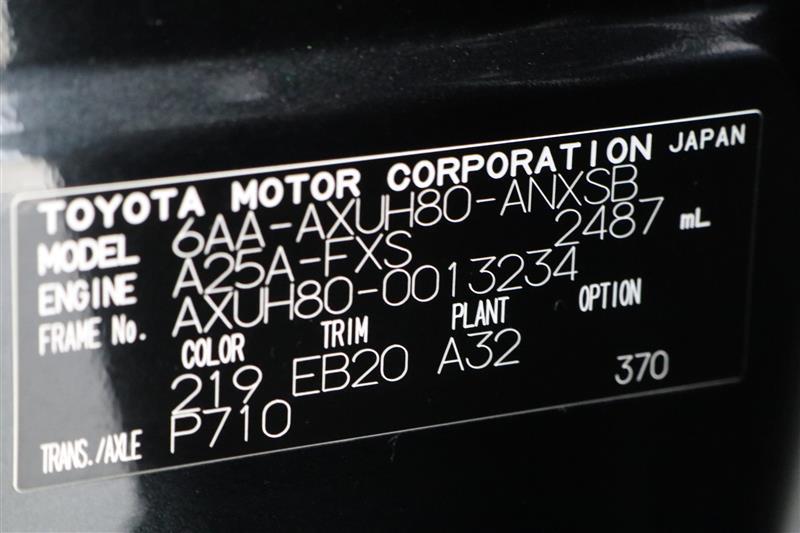 TOYOTA MOTOR CORPORATION JAPAN
MODEL 6AA-AXUH80-ANXSB
ENGINE A25A-FXS 2487 mL
FRAME No. AXUH80-0013234
COLOR TRIM PLANT OPTION
219 EB20 A32
TRANS./AXLE P710 370